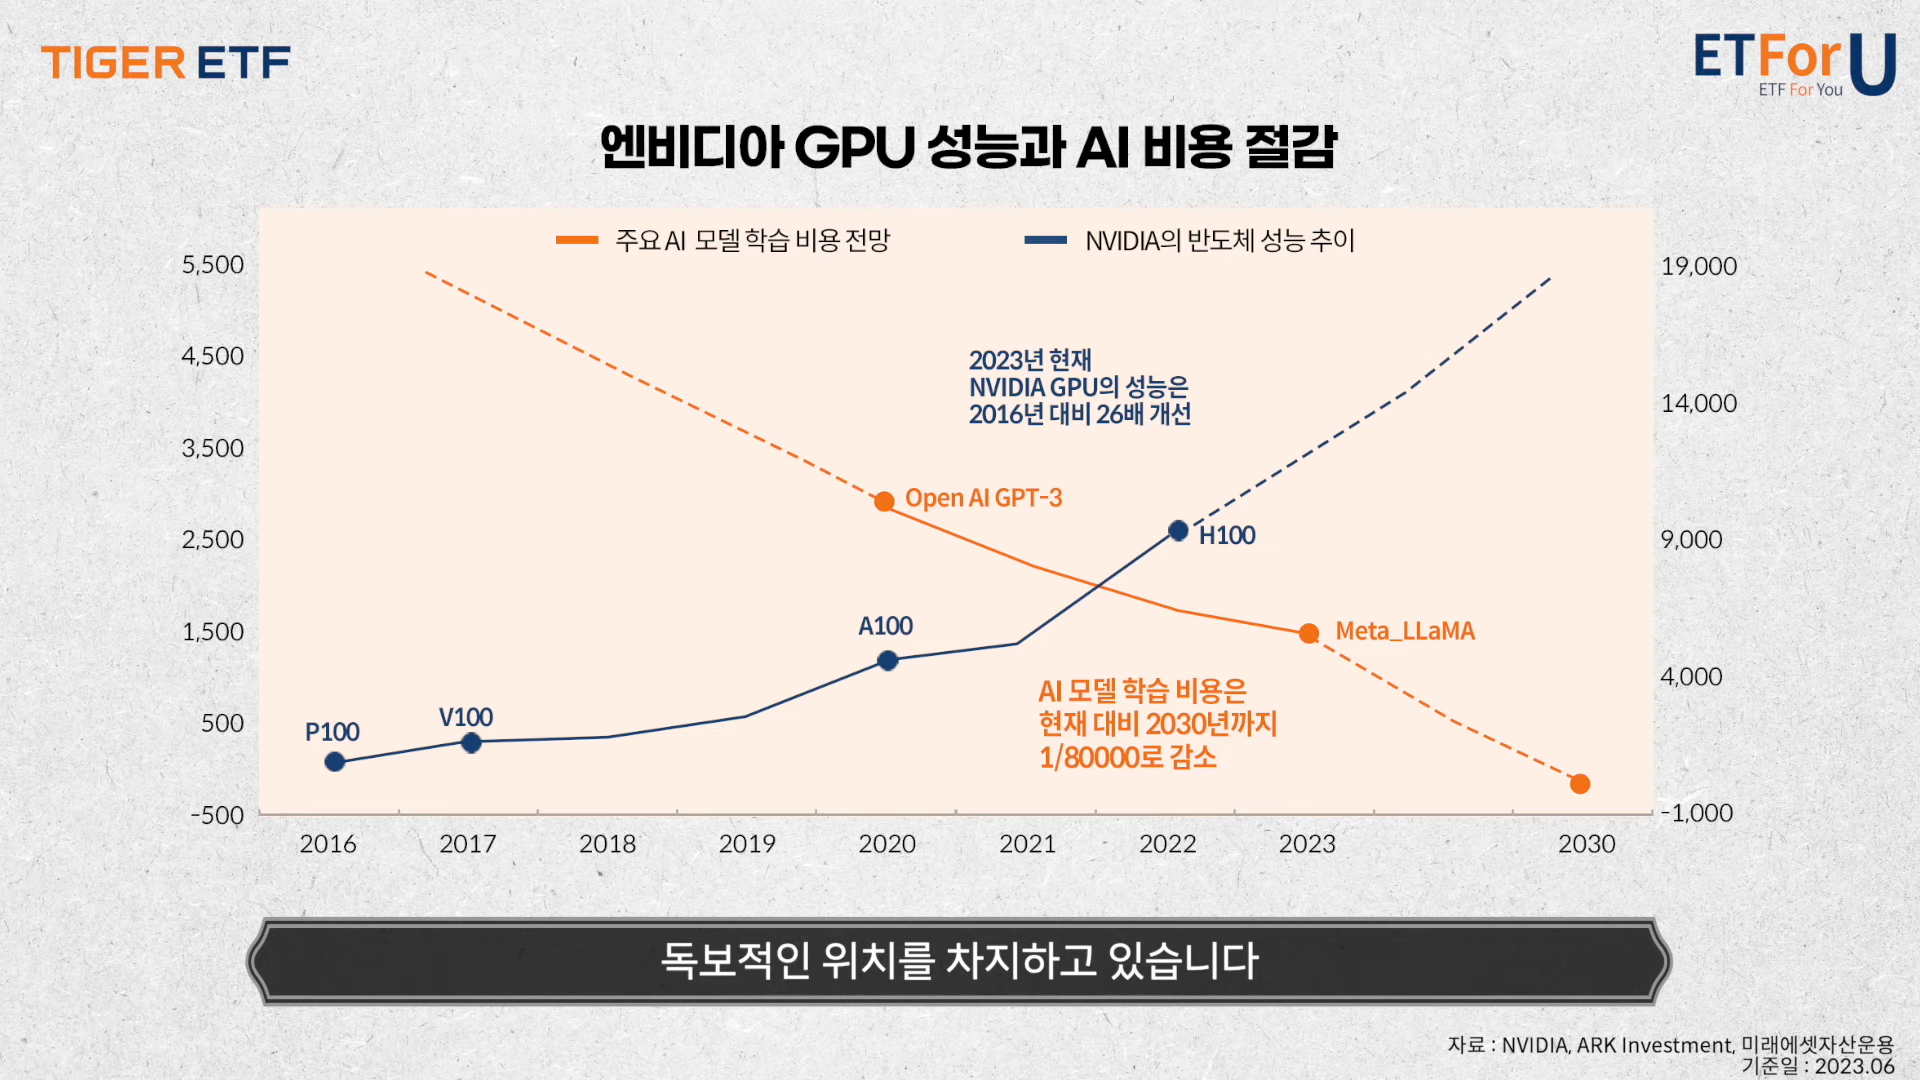 TIGER ETF
ETFor U
ETF For You
엔비디아 GPU 성능과 AI 비용 절감
주요 AI 모델 학습 비용 전망
NVIDIA의 반도체 성능 추이
5,500
4,500
3,500
2,500
1,500
500
-500
19,000
14,000
9,000
4,000
-1,000
2023년 현재
NVIDIA GPU의 성능은
2016년 대비 26배 개선
Open AI GPT-3
H100
A100
Meta_LLaMA
V100
P100
AI 모델 학습 비용은
현재 대비 2030년까지
1/80000로 감소
2016
2017
2018
2019
2020
2021
2022
2023
2030
독보적인 위치를 차지하고 있습니다
자료 : NVIDIA, ARK Investment, 미래에셋자산운용
기준일 : 2023.06